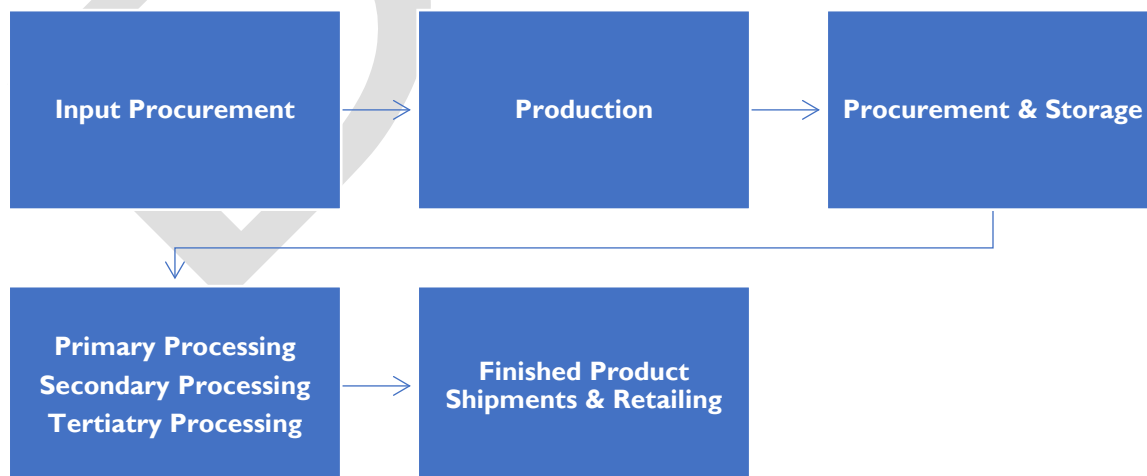 Input Procurement
Production
Procurement & Storage
Primary Processing
Secondary Processing
Tertiatry Processing
Finished Product
Shipments & Retailing